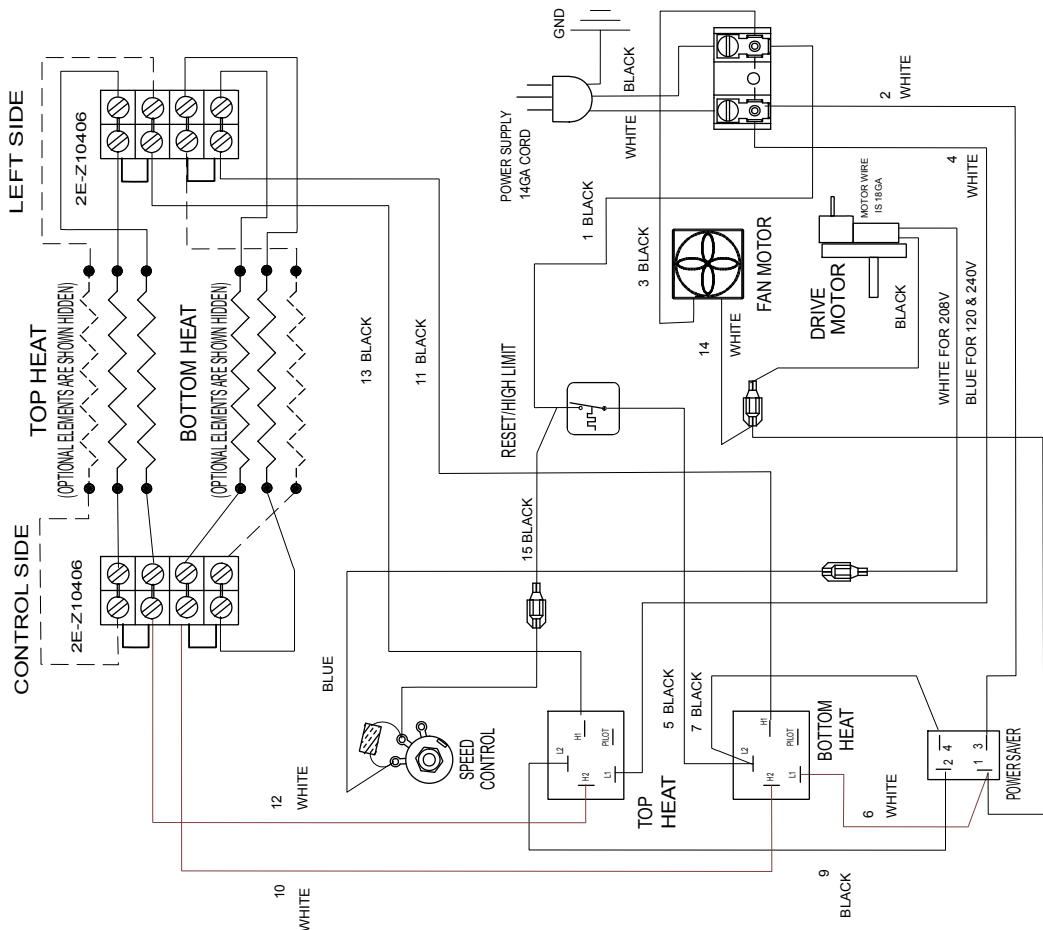 CONTROL SIDE
LEFT SIDE
2E-Z10406
2E-Z10406
TOP HEAT
(OPTIONAL ELEMENTS ARE SHOWN HIDDEN)
BOTTOM HEAT
(OPTIONAL ELEMENTS ARE SHOWN HIDDEN)
GND
POWER SUPPLY
14GA CORD
BLACK
WHITE
2
WHITE
4
WHITE
1 BLACK
3 BLACK
FAN MOTOR
14
WHITE
MOTOR WIRE
IS 18GA
DRIVE
MOTOR
BLACK
WHITE FOR 208V
BLUE FOR 120 & 240V
13 BLACK
11 BLACK
RESET/HIGH LIMIT
15 BLACK
BLUE
SPEED
CONTROL
12
WHITE
10
WHITE
H1
L2
PILOT
H2
L1
TOP
HEAT
5 BLACK
7 BLACK
H1
L2
PILOT
H2
L1
BOTTOM
HEAT
6
WHITE
9
BLACK
2
4
1
3
POWER SAVER